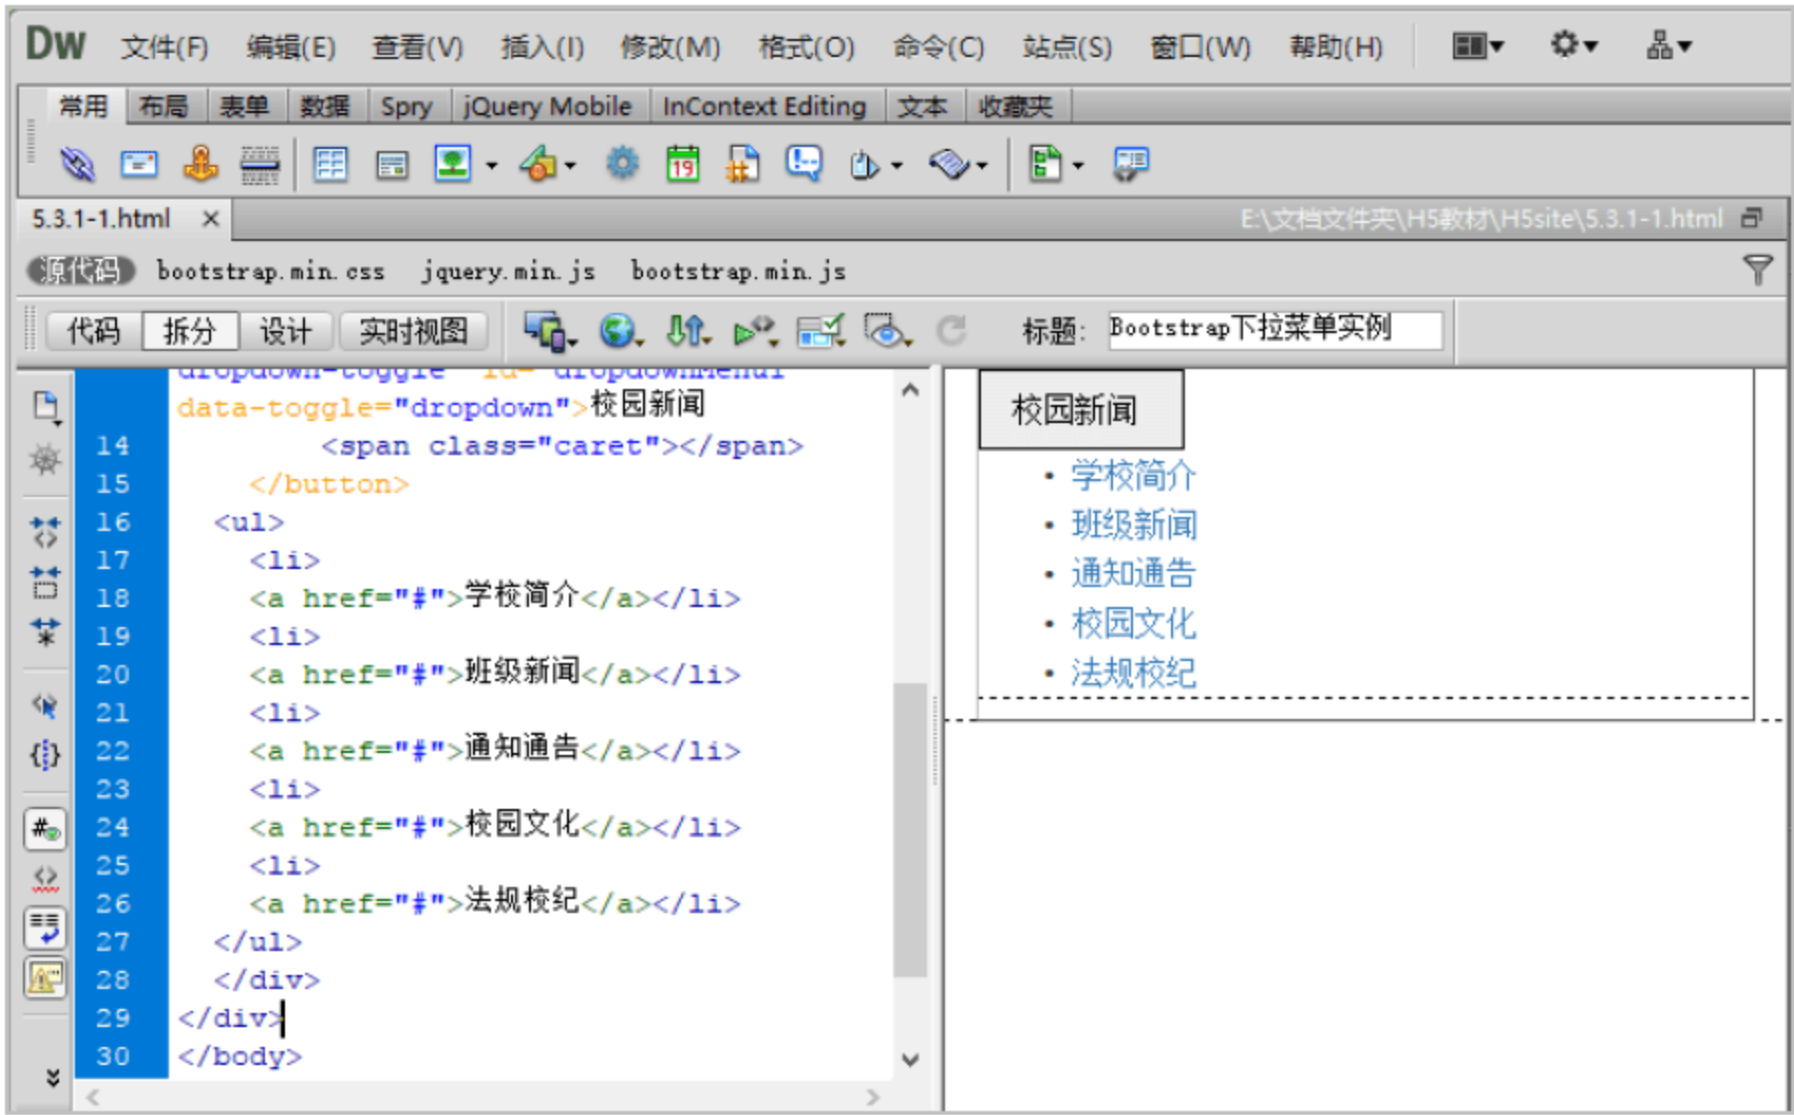 Dw 文件(F) 编辑(E) 查看(V) 插入(I) 修改(M) 格式(O) 命令(C) 站点(S) 窗口(W) 帮助(H)
常用 布局 表单 数据 Spry jQuery Mobile InContext Editing 文本 收藏夹
19
5.3.1-1.html × E:\文档文件夹\H5教材\H5site\5.3.1-1.html
源代码 bootstrap.min.css jquery.min.js bootstrap.min.js
代码 拆分 设计 实时视图 标题: Bootstrap下拉菜单实例
dropdown-toggle" id="dropdownMenu1"
data-toggle="dropdown">校园新闻
14 <span class="caret"></span>
15 </button>
16 <ul>
17 <li>
18 <a href="#">学校简介</a></li>
19 <li>
20 <a href="#">班级新闻</a></li>
21 <li>
22 <a href="#">通知通告</a></li>
23 <li>
24 <a href="#">校园文化</a></li>
25 <li>
26 <a href="#">法规校纪</a></li>
27 </ul>
28 </div>
29 </div>
30 </body>
校园新闻
• 学校简介
• 班级新闻
• 通知通告
• 校园文化
• 法规校纪